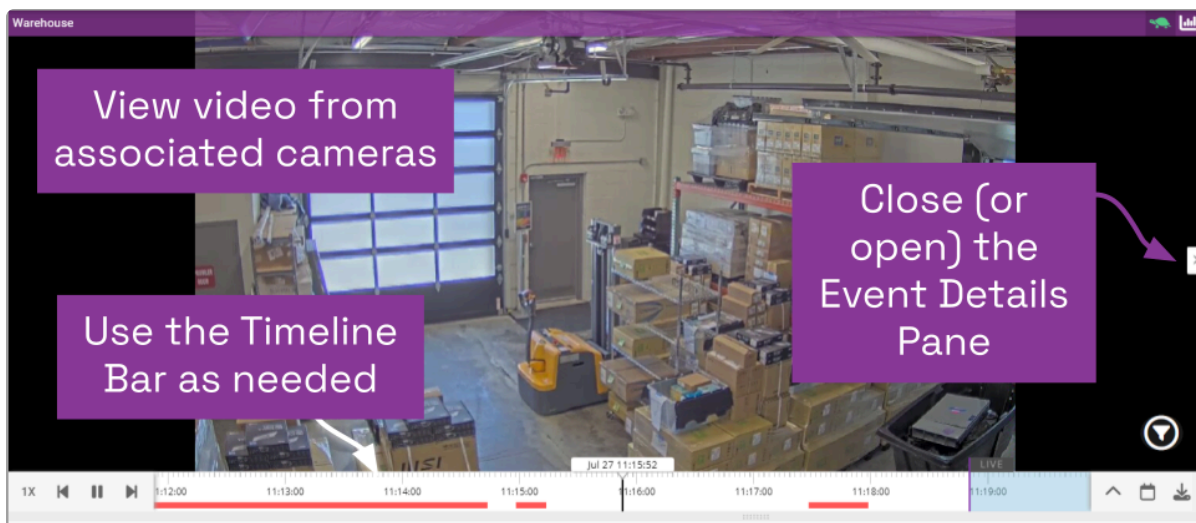 Warehouse
View video from
associated cameras
Close (or
open) the
Event Details
Pane
Use the Timeline
Bar as needed
Jul 27 11:15:52
LIVE
1X
11:12:00
11:13:00
11:14:00
11:15:00
11:16:00
11:17:00
11:18:00
11:19:00